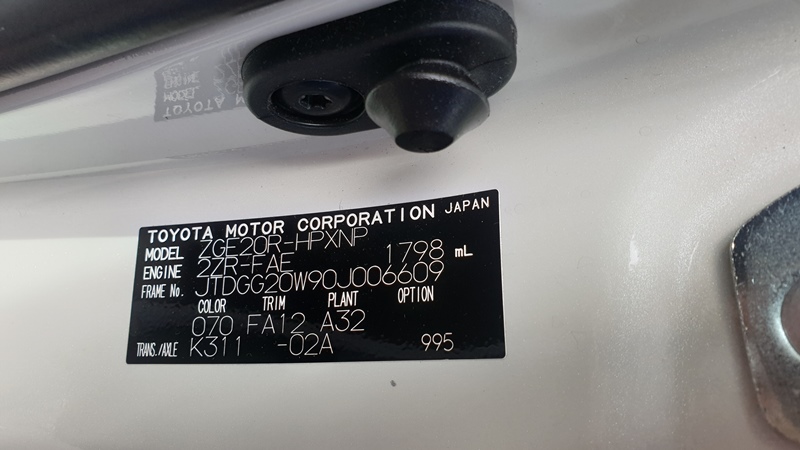 TOYOTA MOTOR CORPORATION JAPAN
MODEL ZGE20R-HPXNP
ENGINE 2ZR-FAE 1798 mL
FRAME No. JTDGG20W90J006609
COLOR TRIM PLANT OPTION
070 FA12 A32
TRANS./AXLE K311 -02A 995